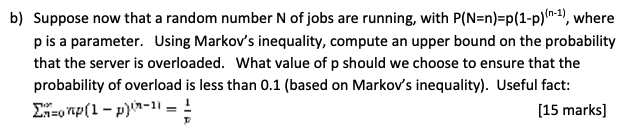 b) Suppose now that a random number N of jobs are running, with P(N=n)=p(1-p)⁽ⁿ⁻¹⁾, where
p is a parameter. Using Markov's inequality, compute an upper bound on the probability
that the server is overloaded. What value of p should we choose to ensure that the
probability of overload is less than 0.1 (based on Markov's inequality). Useful fact:
∑_{n=0}^{∞} np(1 − p)^{(n−1)} = 1/p [15 marks]